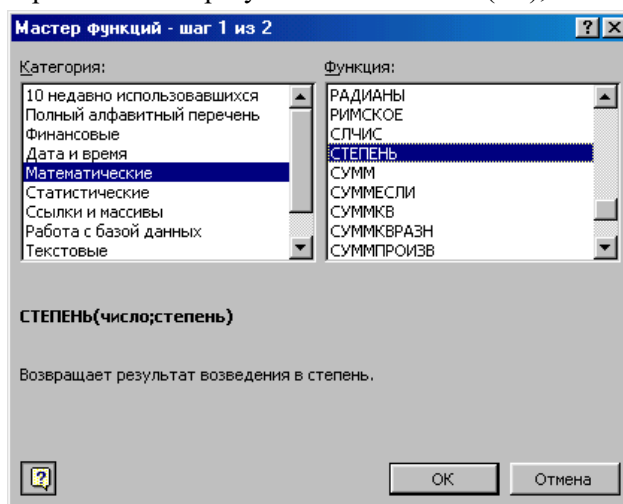 Мастер функций - шаг 1 из 2
Категория:
10 недавно использовавшихся
Полный алфавитный перечень
Финансовые
Дата и время
Математические
Статистические
Ссылки и массивы
Работа с базой данных
Текстовые
Функция:
РАДИАНЫ
РИМСКОЕ
СЛЧИС
СТЕПЕНЬ
СУММ
СУММЕСЛИ
СУММКВ
СУММКВРАЗН
СУММПРОИЗВ
СТЕПЕНЬ(число;степень)
Возвращает результат возведения в степень.
ОК
Отмена